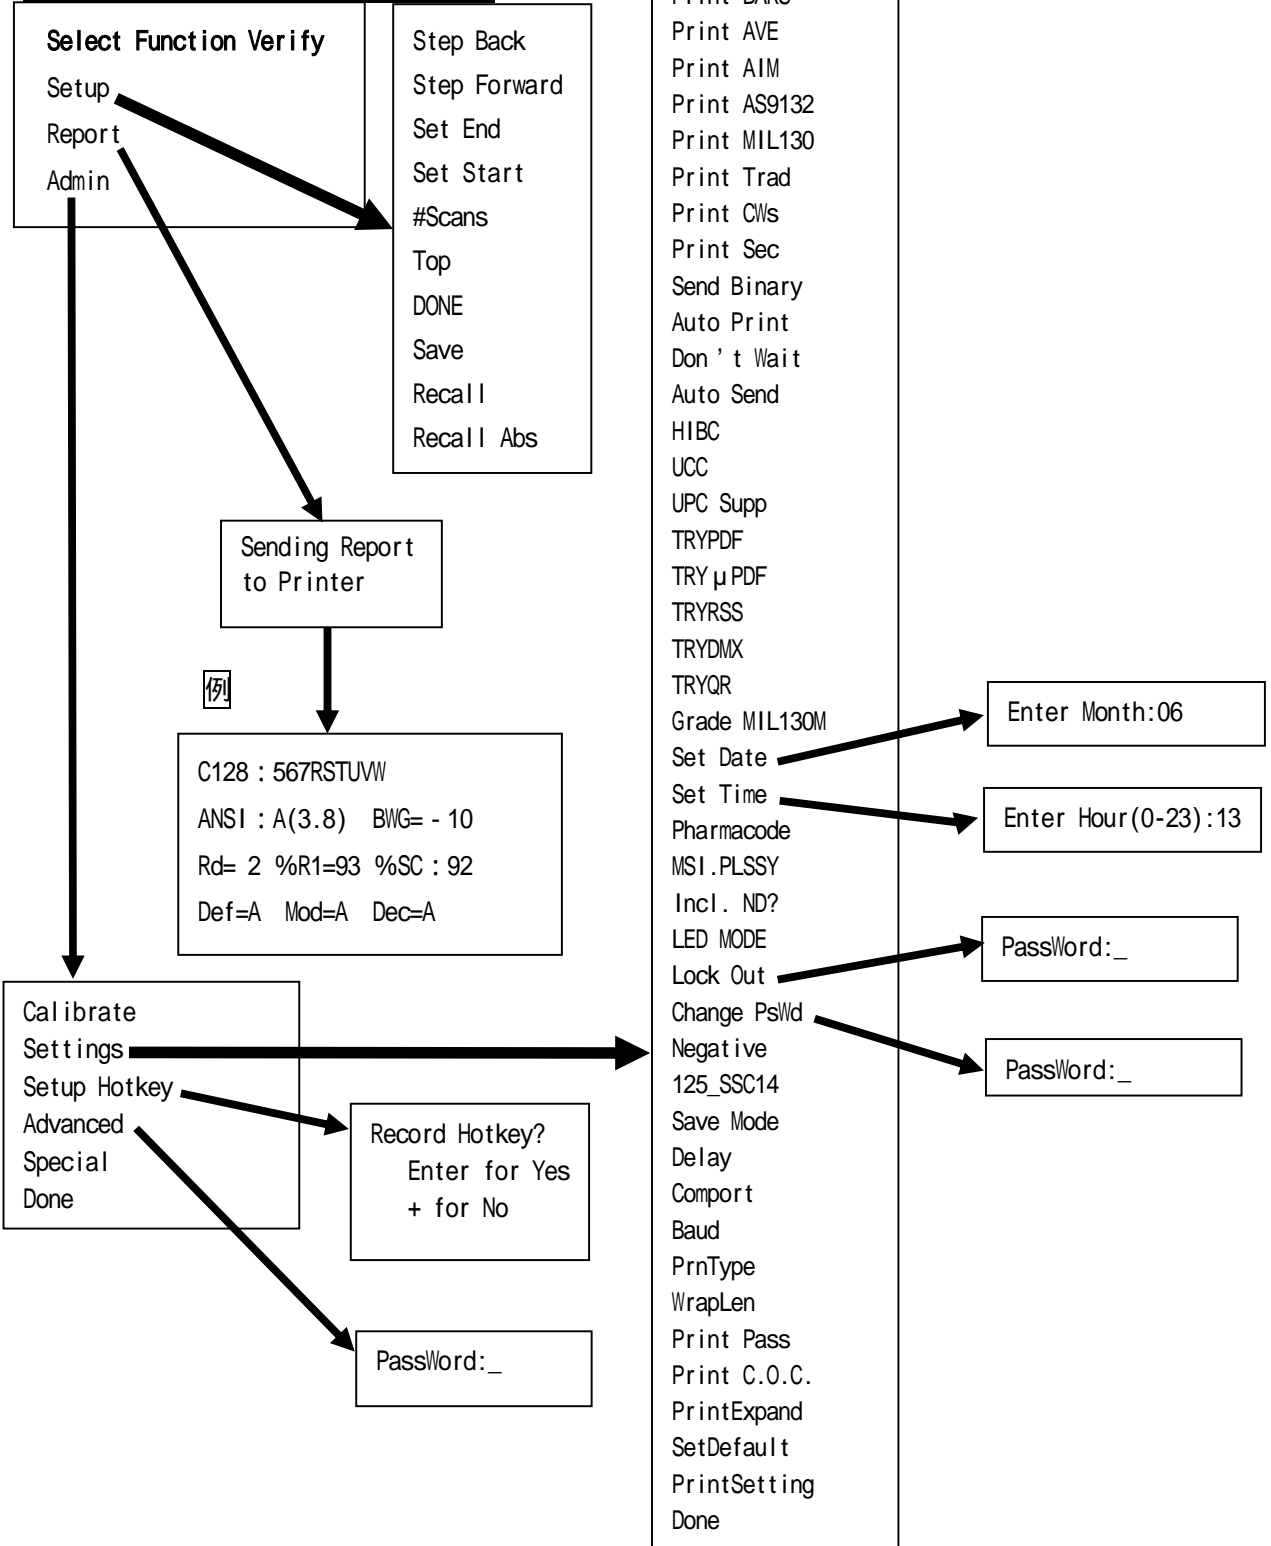 Select Function Verify
Setup
Report
Admin
Step Back
Step Forward
Set End
Set Start
#Scans
Top
DONE
Save
Recall
Recall Abs
Sending Report
to Printer
例
C128：567RSTUVW
ANSI：A(3.8) BWG=-10
Rd= 2 %R1=93 %SC：92
Def=A Mod=A Dec=A
Calibrate
Settings
Setup Hotkey
Advanced
Special
Done
Record Hotkey?
Enter for Yes
+ for No
PassWord:_
Print AVE
Print AIM
Print AS9132
Print MIL130
Print Trad
Print CWs
Print Sec
Send Binary
Auto Print
Don't Wait
Auto Send
HIBC
UCC
UPC Supp
TRYPDF
TRYμPDF
TRYRSS
TRYDMX
TRYQR
Grade MIL130M
Set Date
Set Time
Pharmacode
MSI.PLSSY
Incl. ND?
LED MODE
Lock Out
Change PsWd
Negative
125_SSC14
Save Mode
Delay
Comport
Baud
PrnType
WrapLen
Print Pass
Print C.O.C.
PrintExpand
SetDefault
PrintSetting
Done
Enter Month:06
Enter Hour(0-23):13
PassWord:_
PassWord:_